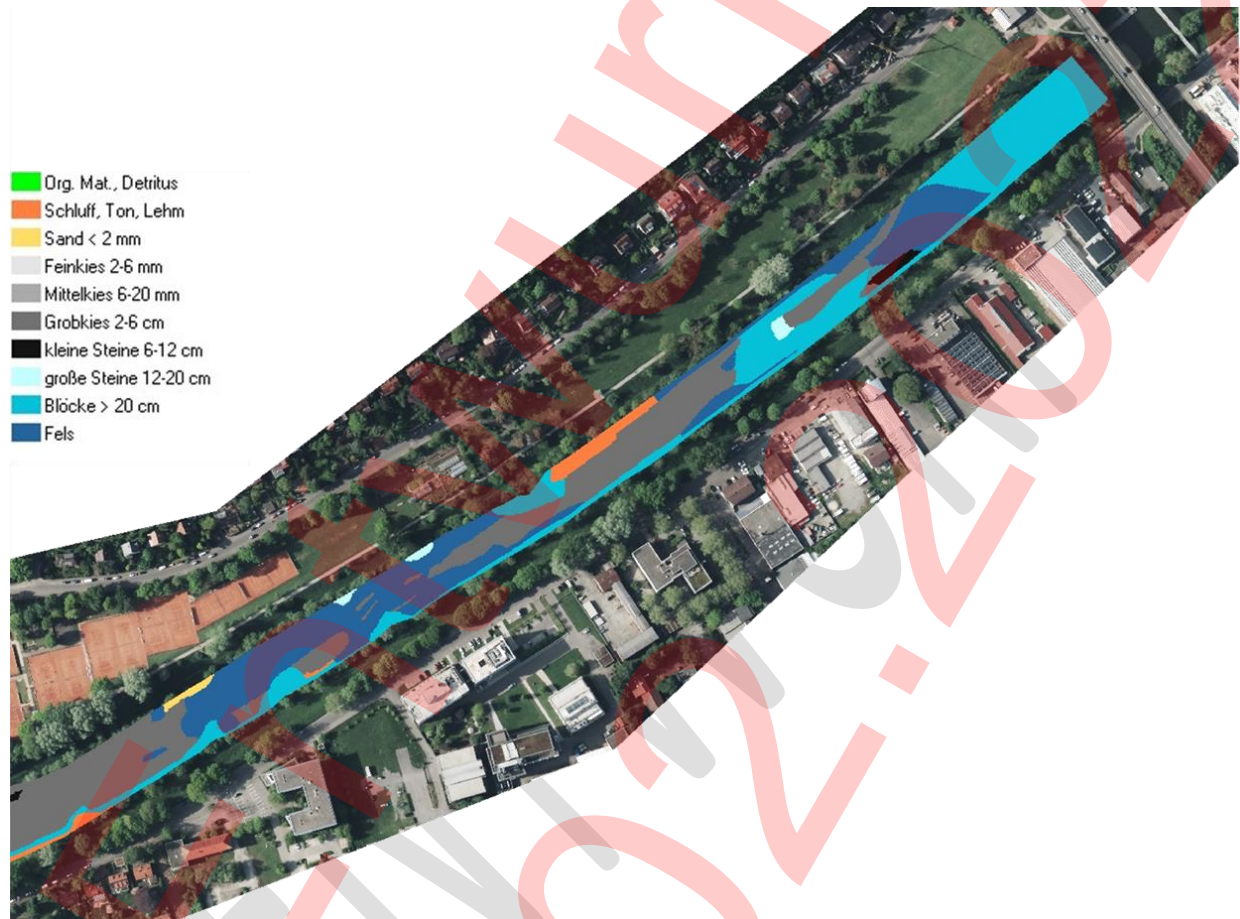 Org. Mat., Detritus
Schluff, Ton, Lehm
Sand < 2 mm
Feinkies 2-6 mm
Mittelkies 6-20 mm
Grobkies 2-6 cm
kleine Steine 6-12 cm
große Steine 12-20 cm
Blöcke > 20 cm
Fels